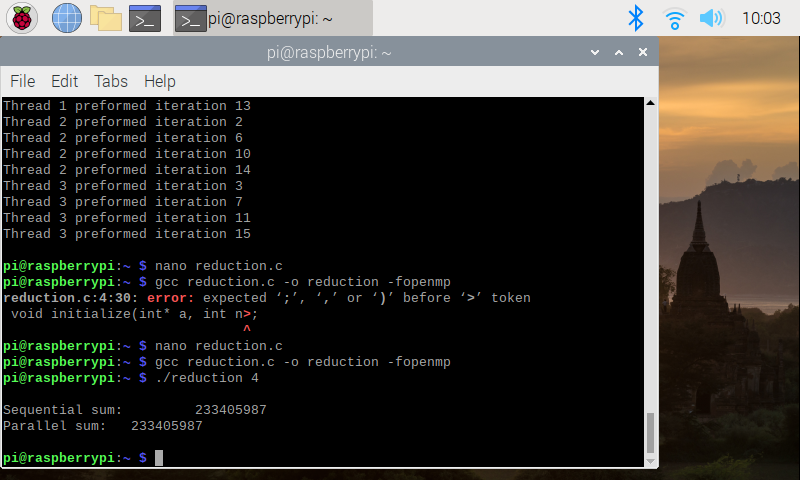 pi@raspberrypi: ~
10:03
pi@raspberrypi: ~
File Edit Tabs Help
Thread 1 preformed iteration 13
Thread 2 preformed iteration 2
Thread 2 preformed iteration 6
Thread 2 preformed iteration 10
Thread 2 preformed iteration 14
Thread 3 preformed iteration 3
Thread 3 preformed iteration 7
Thread 3 preformed iteration 11
Thread 3 preformed iteration 15
pi@raspberrypi:~ $ nano reduction.c
pi@raspberrypi:~ $ gcc reduction.c -o reduction -fopenmp
reduction.c:4:30: error: expected ‘;’, ‘,’ or ‘)’ before ‘>’ token
void initialize(int* a, int n>;
^
pi@raspberrypi:~ $ nano reduction.c
pi@raspberrypi:~ $ gcc reduction.c -o reduction -fopenmp
pi@raspberrypi:~ $ ./reduction 4
Sequential sum: 233405987
Parallel sum: 233405987
pi@raspberrypi:~ $